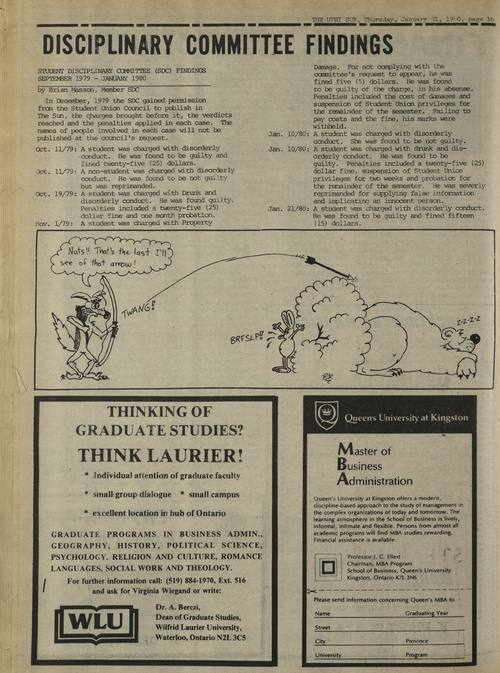 THE UPEI SUN, Thursday, January 31, 1980, page 16
DISCIPLINARY COMMITTEE FINDINGS
STUDENT DISCIPLINARY COMMITTEE (SDC) FINDINGS
SEPTEMBER 1979 - JANUARY 1980
by Brian Nasson, Member SDC
In December, 1979 the SDC gained permission
from the Student Union Council to publish in
The Sun, the charges brought before it, the verdicts
reached and the penalties applied in each case. The
names of people involved in each case will not be
published at the council's request.
Oct. 11/79: A student was charged with disorderly
conduct. He was found to be guilty and
fined twenty-five (25) dollars.
Oct. 11/79: A non-student was charged with disorderly
conduct. He was found to be not guilty
but was reprimanded.
Oct. 19/79: A student was charged with Drunk and
disorderly conduct. He was found guilty.
Penalties included a twenty-five (25)
dollar fine and one month probation.
Nov. 1/79: A student was charged with Property
Damage. For not complying with the
committee's request to appear, he was
fined five (5) dollars. He was found
to be guilty of the charge, in his absense.
Penalties included the cost of damages and
suspension of Student Union privileges for
the remainder of the semester. Failing to
pay costs and the fine, his marks were
withheld.
Jan. 10/80: A student was charged with disorderly
conduct. She was found to be not guilty.
Jan. 10/80: A student was charged with drunk and dis-
orderly conduct. He was found to be
guilty. Penalties included a twenty-five (25)
dollar fine, suspension of Student Union
privileges for two weeks and probation for
the remainder of the semester. He was severly
reprimanded for supplying false information
and implicating an innocent person.
Jan. 21/80: A student was charged with disorderly conduct.
He was found to be guilty and fined fifteen
(15) dollars.
Nuts!! That's the last I'll
see of that arrow!
TWANG!
BRFSLP!!
Z-Z-Z-Z
THINKING OF
GRADUATE STUDIES?
THINK LAURIER!
* Individual attention of graduate faculty
* small group dialogue * small campus
* excellent location in hub of Ontario
GRADUATE PROGRAMS IN BUSINESS ADMIN.,
GEOGRAPHY, HISTORY, POLITICAL SCIENCE,
PSYCHOLOGY, RELIGION AND CULTURE, ROMANCE
LANGUAGES, SOCIAL WORK AND THEOLOGY.
For further information call: (519) 884-1970, Ext. 516
and ask for Virginia Wiegand or write:
WLU
Dr. A. Berczi,
Dean of Graduate Studies,
Wilfrid Laurier University,
Waterloo, Ontario N2L 3C5
Queen's University at Kingston
Master of
Business
Administration
Queen's University at Kingston offers a modern,
discipline-based approach to the study of management in
the complex organizations of today and tomorrow. The
learning atmosphere in the School of Business is lively,
informal, intimate and flexible. Persons from almost all
academic programs will find MBA studies rewarding.
Financial assistance is available.
Professor J. C. Ellert
Chairman, MBA Program
School of Business, Queen's University
Kingston, Ontario K7L 3N6
Please send information concerning Queen's MBA to
Name Graduating Year
Street
City Province
University Program